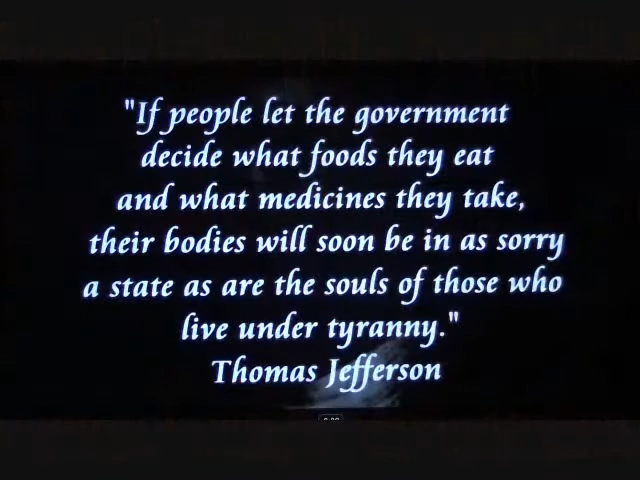 "If people let the government
decide what foods they eat
and what medicines they take,
their bodies will soon be in as sorry
a state as are the souls of those who
live under tyranny."
Thomas Jefferson